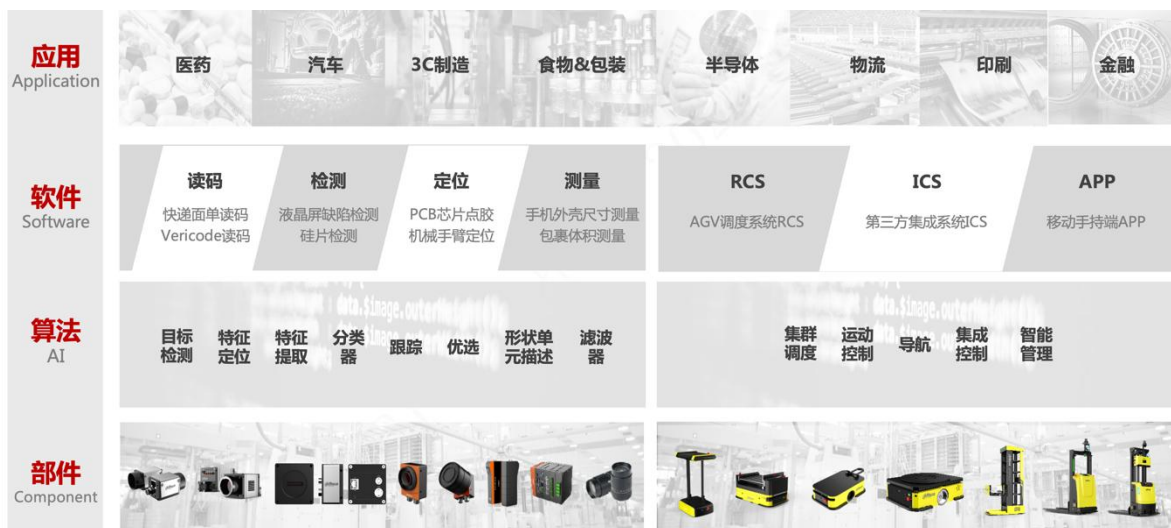 应用
Application
医药
汽车
3C制造
食物&包装
半导体
物流
印刷
金融
软件
Software
读码
快递面单读码
Vericode读码
检测
液晶屏缺陷检测
硅片检测
定位
PCB芯片点胶
机械手臂定位
测量
手机外壳尺寸测量
包裹体积测量
RCS
AGV调度系统RCS
ICS
第三方集成系统ICS
APP
移动手持端APP
算法
AI
data.$image.outerWidth()
目标
检测
特征
定位
特征
提取
分类
器
跟踪
优选
形状单
元描述
滤波
器
集群
调度
运动
控制
导航
集成
控制
智能
管理
部件
Component